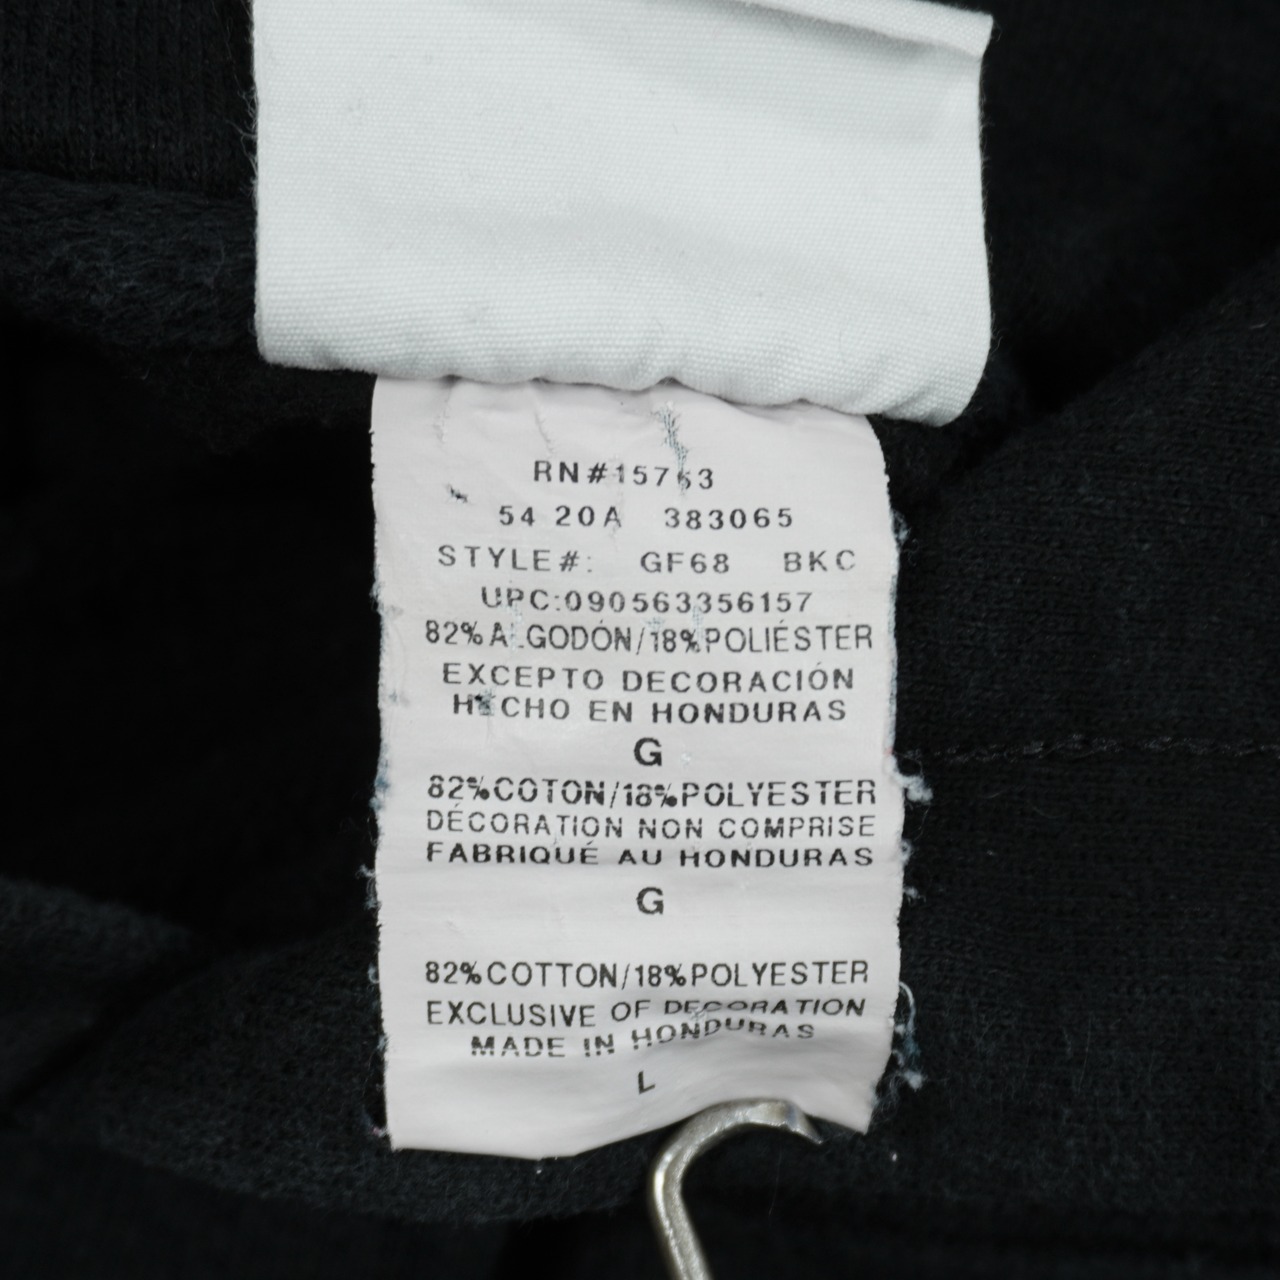 RN#15763
54 20A 383065
STYLE#: GF68 BKC
UPC:090563356157
82%ALGODÓN/18%POLIÉSTER
EXCEPTO DECORACIÓN
HECHO EN HONDURAS
G
82%COTON/18%POLYESTER
DÉCORATION NON COMPRISE
FABRIQUÉ AU HONDURAS
G
82%COTTON/18%POLYESTER
EXCLUSIVE OF DECORATION
MADE IN HONDURAS
L